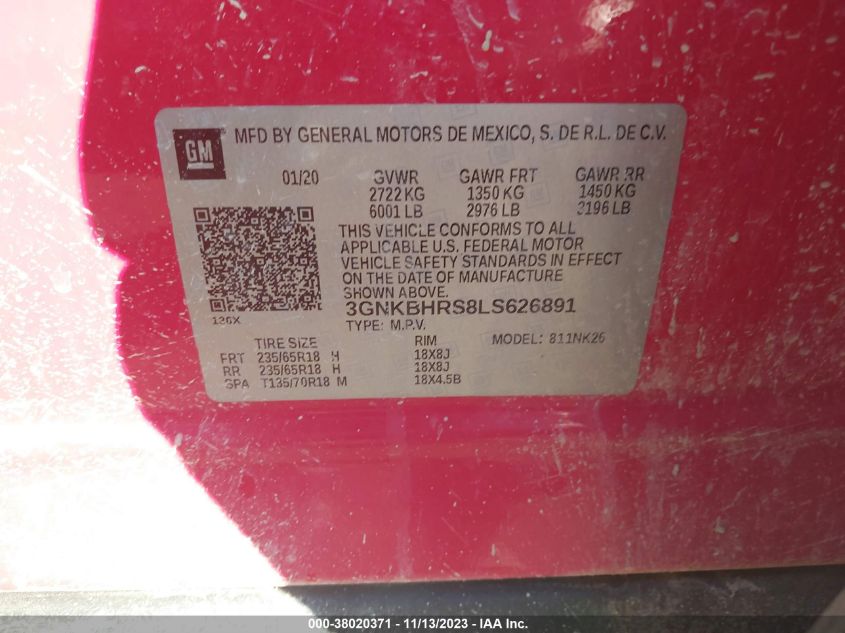 GM
MFD BY GENERAL MOTORS DE MEXICO, S. DE R.L. DE C.V.
01/20 GVWR GAWR FRT GAWR RR
2722 KG 1350 KG 1450 KG
6001 LB 2976 LB 3196 LB
THIS VEHICLE CONFORMS TO ALL
APPLICABLE U.S. FEDERAL MOTOR
VEHICLE SAFETY STANDARDS IN EFFECT
ON THE DATE OF MANUFACTURE
SHOWN ABOVE.
3GNKBHRS8LS626891
136X
TYPE: M.P.V.
MODEL: 811NK26
TIRE SIZE RIM
FRT 235/65R18 H 18X8J
RR 235/65R18 H 18X8J
SPA T135/70R18 M 18X4.5B
000-38020371 - 11/13/2023 - IAA Inc.